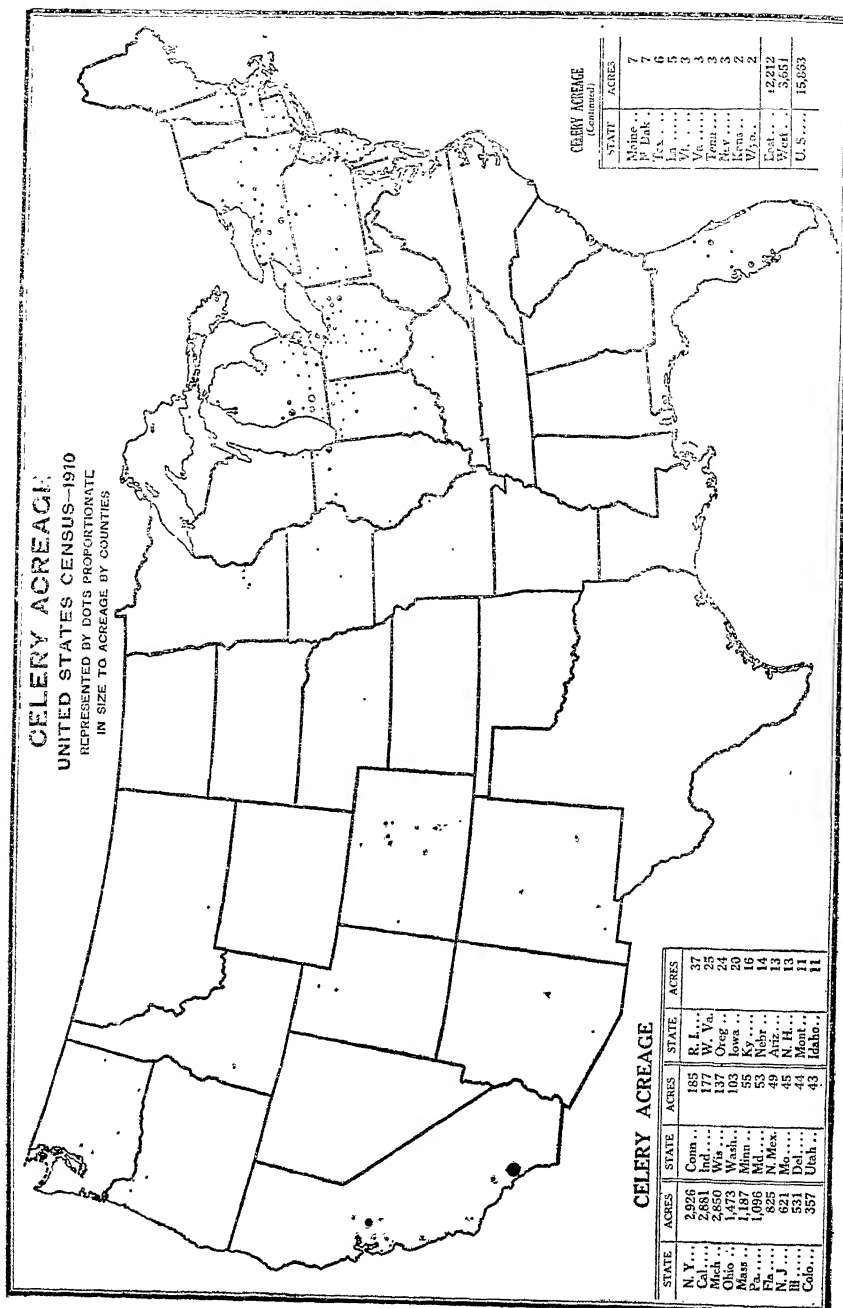 CELERY ACREAGE
UNITED STATES CENSUS—1910
REPRESENTED BY DOTS PROPORTIONATE
IN SIZE TO ACREAGE BY COUNTIES
CELERY ACREAGE
STATE ACRES STATE ACRES STATE ACRES
N. Y.... 2,926 Conn.. 185 R. I..... 37
Cal..... 2,881 Ind.... 177 W. Va. 25
Mich.. 2,850 Wis... 137 Oreg.. 24
Ohio.. 1,473 Wash.. 103 Iowa.. 20
Mass.. 1,187 Minn.. 55 Ky.... 16
Pa..... 1,096 Md.... 53 Nebr.. 14
Fla..... 825 N. Mex. 49 Ariz... 13
N. J.... 621 Mo.... 45 N. H... 13
Ill...... 531 Del.... 44 Mont.. 11
Colo... 357 Utah.. 43 Idaho.. 11
CELERY ACREAGE
(Continued)
STATE ACRES
Maine.. 7
N Dak.. 7
Tex.... 6
La..... 5
Vt..... 3
Va..... 3
Tenn... 3
Nev... 3
Kans.. 2
Wyo... 2
East... 12,212
West.. 3,651
U. S.... 15,863